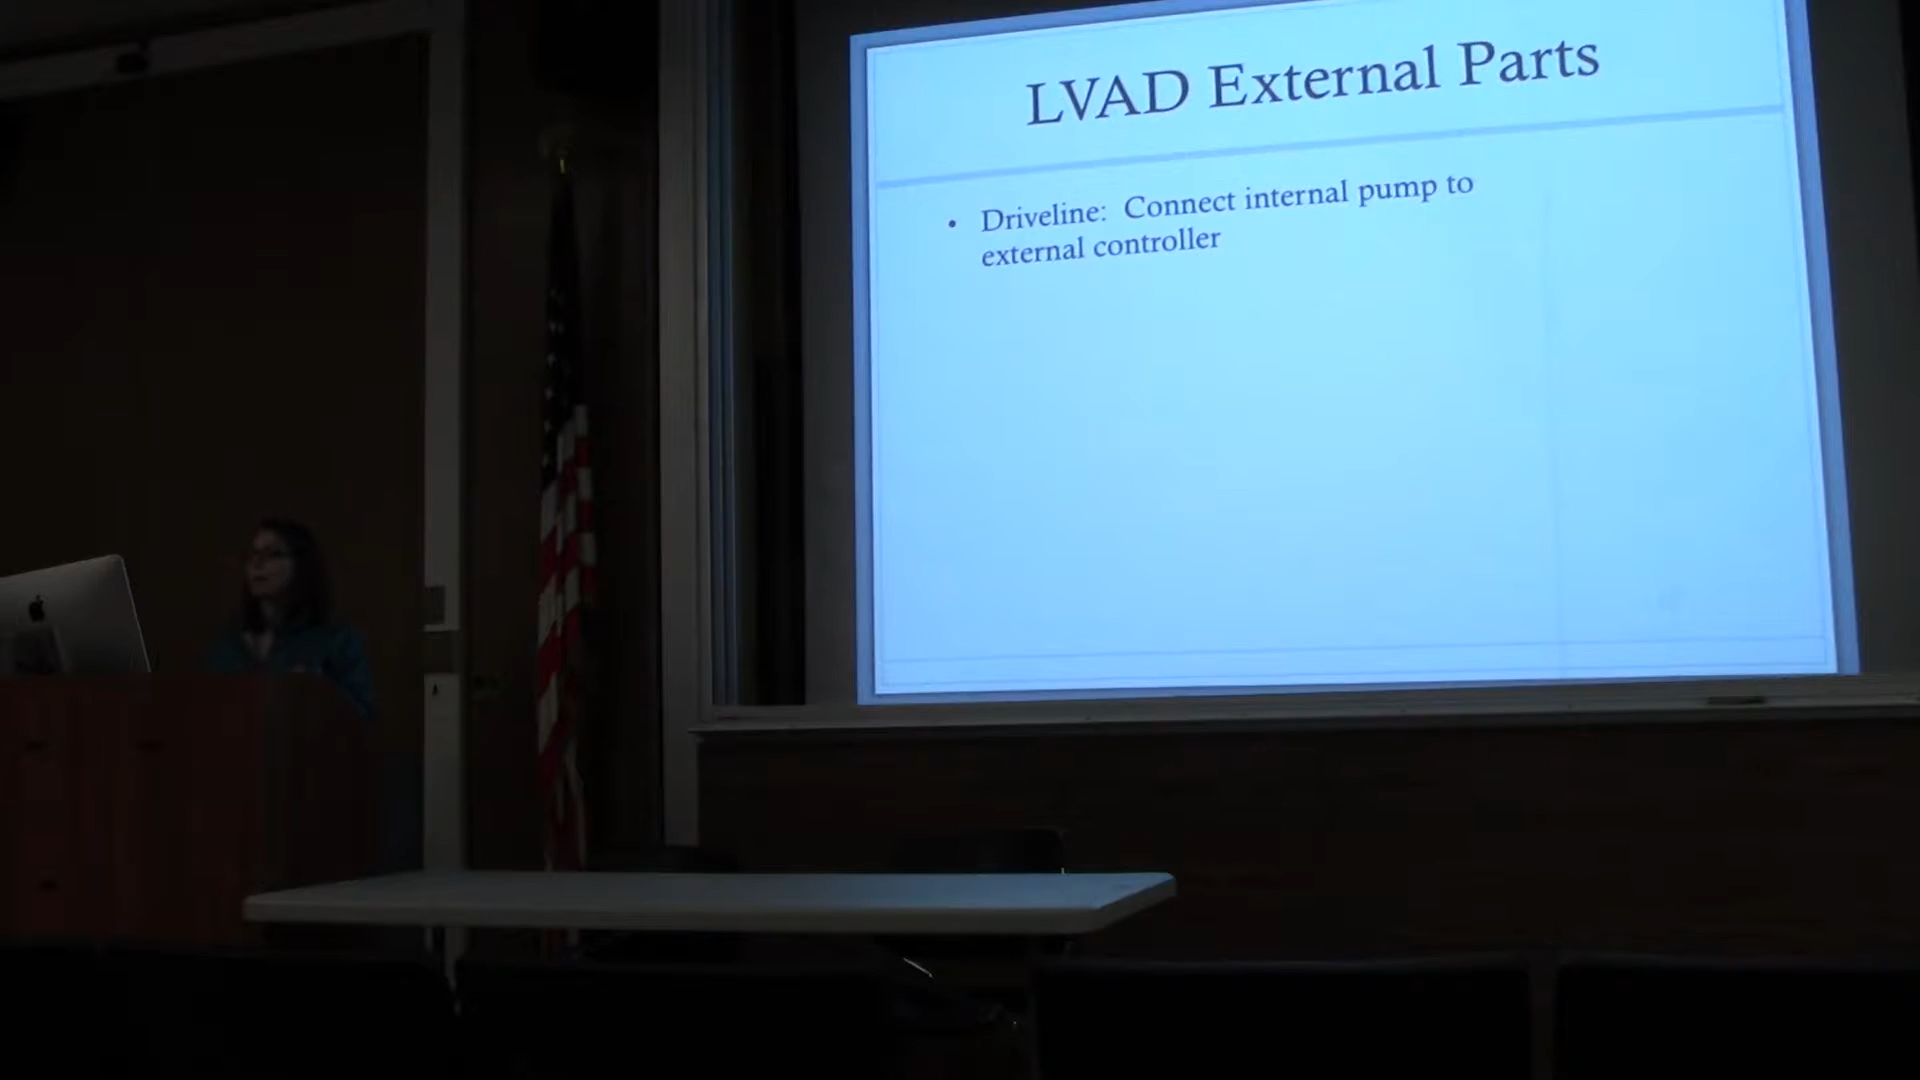 LVAD External Parts
• Driveline: Connect internal pump to
external controller